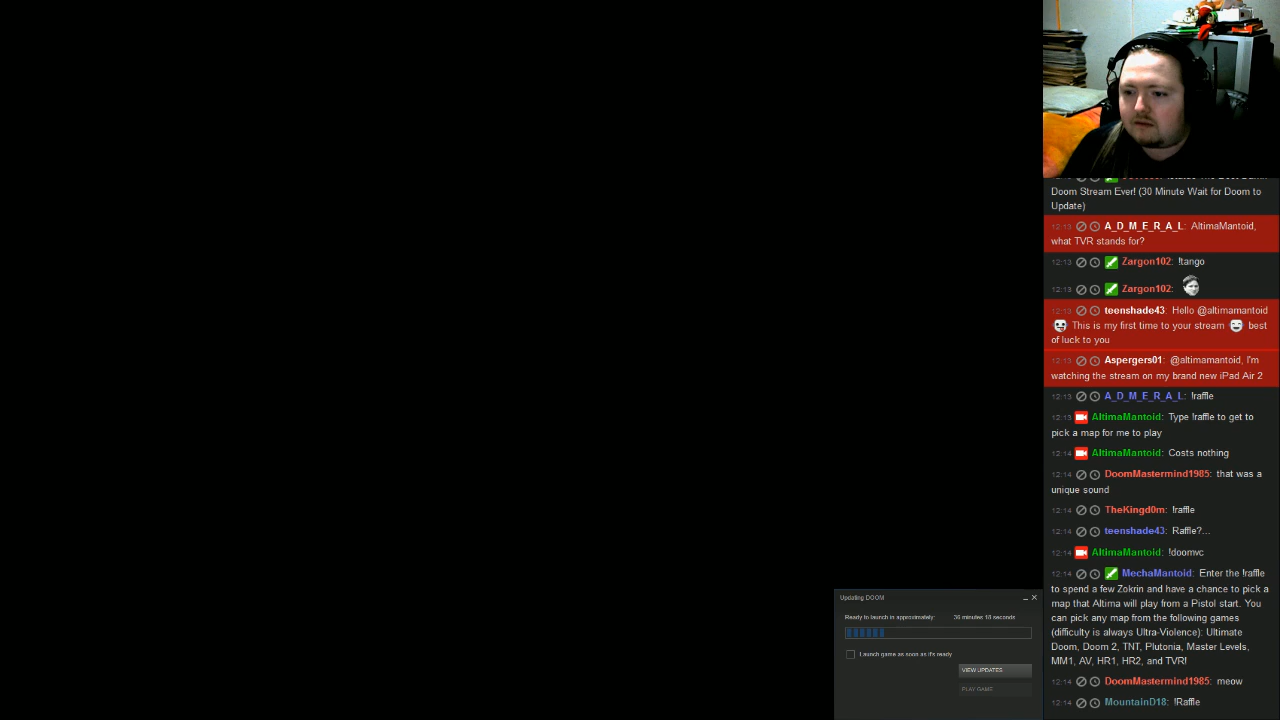 Doom Stream Ever! (30 Minute Wait for Doom to
Update)
A_D_M_E_R_A_L: AltimaMantoid,
what TVR stands for?
12:13 Zargon102: !tango
12:13 Zargon102:
12:13 teenshade43: Hello @altimamantoid
This is my first time to your stream best
of luck to you
12:13 Aspergers01: @altimamantoid, I'm
watching the stream on my brand new iPad Air 2
12:13 A_D_M_E_R_A_L: !raffle
12:13 AltimaMantoid: Type !raffle to get to
pick a map for me to play
12:14 AltimaMantoid: Costs nothing
12:14 DoomMastermind1985: that was a
unique sound
12:14 TheKingd0m: !raffle
12:14 teenshade43: Raffle?...
12:14 AltimaMantoid: !doomvc
12:14 MechaMantoid: Enter the !raffle
to spend a few Zokrin and have a chance to pick a
map that Altima will play from a Pistol start. You
can pick any map from the following games
(difficulty is always Ultra-Violence): Ultimate
Doom, Doom 2, TNT, Plutonia, Master Levels,
MM1, AV, HR1, HR2, and TVR!
12:14 DoomMastermind1985: meow
12:14 MountainD18: !Raffle
Updating DOOM
Ready to launch in approximately: 36 minutes 18 seconds
Launch game as soon as it's ready
VIEW UPDATES
PLAY GAME